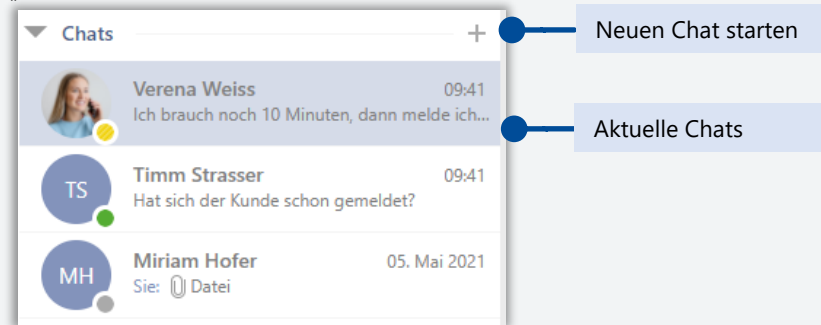 Chats
Neuen Chat starten
Verena Weiss 09:41
Ich brauch noch 10 Minuten, dann melde ich...
Aktuelle Chats
TS
Timm Strasser 09:41
Hat sich der Kunde schon gemeldet?
MH
Miriam Hofer 05. Mai 2021
Sie: Datei